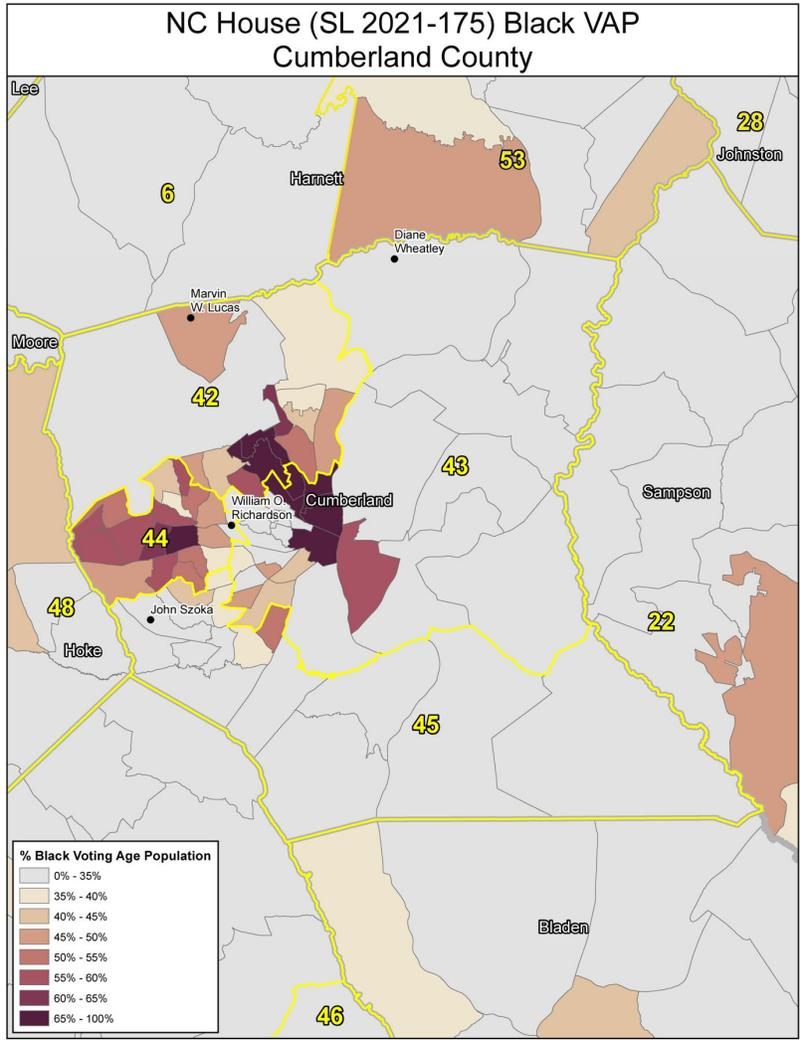 NC House (SL 2021-175) Black VAP
Cumberland County
Lee
28
Johnston
53
Harnett
6
Diane
Wheatley
Marvin
W. Lucas
Moore
42
43
Sampson
William O.
Richardson
Cumberland
44
48
John Szoka
22
Hoke
45
% Black Voting Age Population
0% - 35%
35% - 40%
40% - 45%
45% - 50%
50% - 55%
55% - 60%
60% - 65%
65% - 100%
Bladen
46